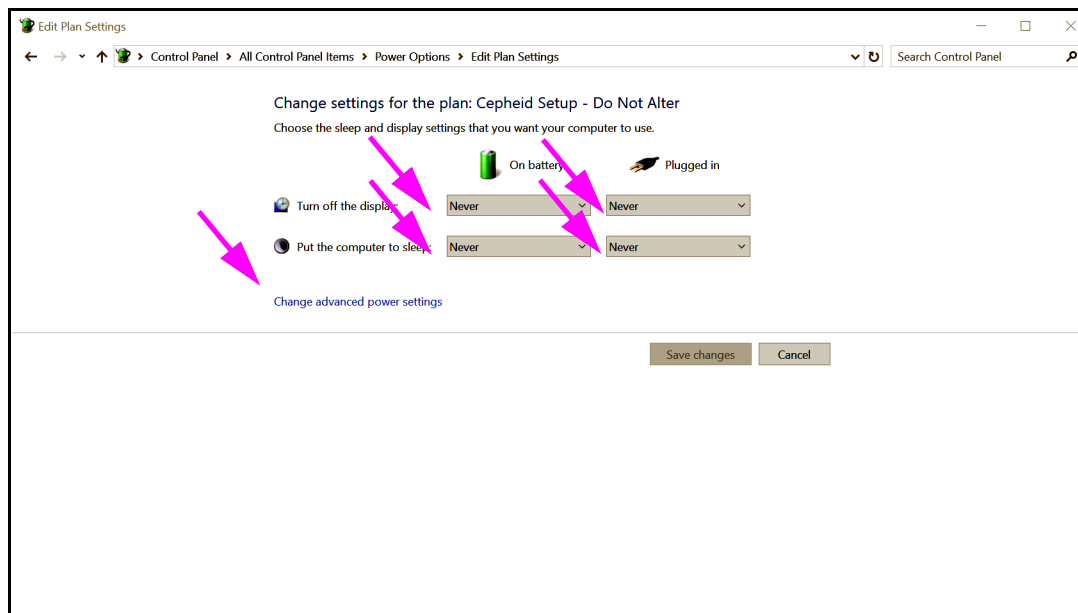 Edit Plan Settings
Control Panel > All Control Panel Items > Power Options > Edit Plan Settings
Search Control Panel
Change settings for the plan: Cepheid Setup - Do Not Alter
Choose the sleep and display settings that you want your computer to use.
On battery Plugged in
Turn off the display: Never Never
Put the computer to sleep: Never Never
Change advanced power settings
Save changes Cancel